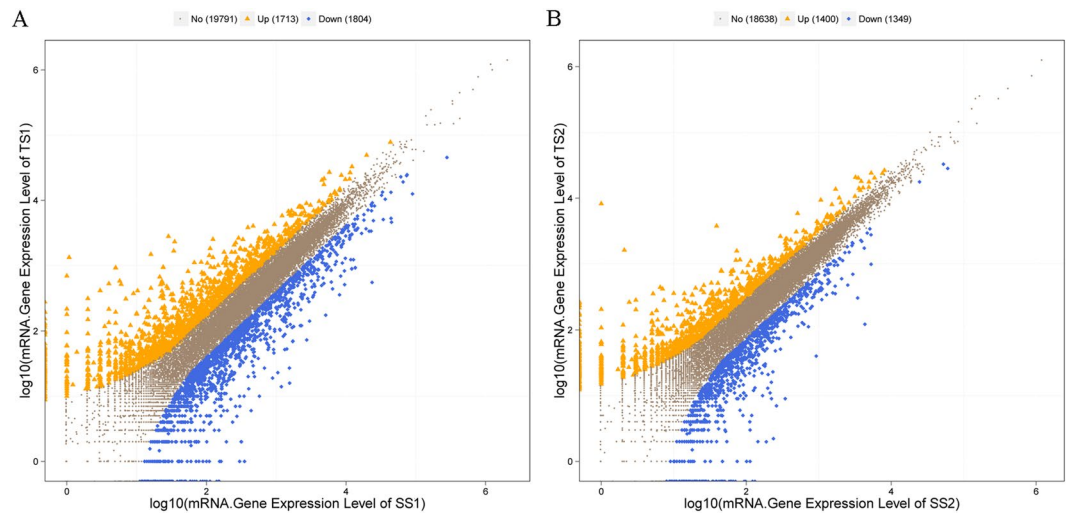 A
No (19791) Up (1713) Down (1804)
log10(mRNA.Gene Expression Level of TS1)
6
4
2
0
0 2 4 6
log10(mRNA.Gene Expression Level of SS1)
B
No (18638) Up (1400) Down (1349)
log10(mRNA.Gene Expression Level of TS2)
6
4
2
0
0 2 4 6
log10(mRNA.Gene Expression Level of SS2)